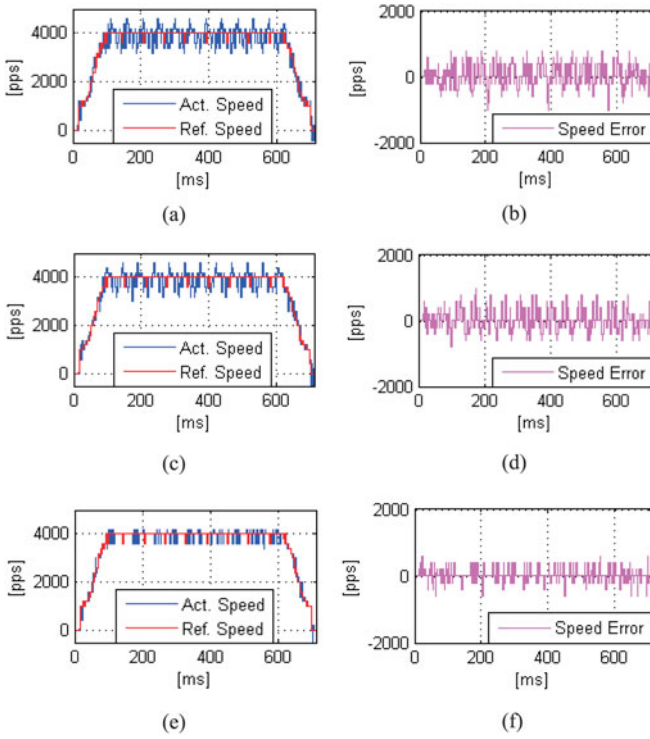 4000
2000
0
[pps]
Act. Speed
Ref. Speed
0 200 400 600
[ms]
(a)
2000
0
-2000
[pps]
Speed Error
0 200 400 600
[ms]
(b)
4000
2000
0
[pps]
Act. Speed
Ref. Speed
0 200 400 600
[ms]
(c)
2000
0
-2000
[pps]
Speed Error
0 200 400 600
[ms]
(d)
4000
2000
0
[pps]
Act. Speed
Ref. Speed
0 200 400 600
[ms]
(e)
2000
0
-2000
[pps]
Speed Error
0 200 400 600
[ms]
(f)